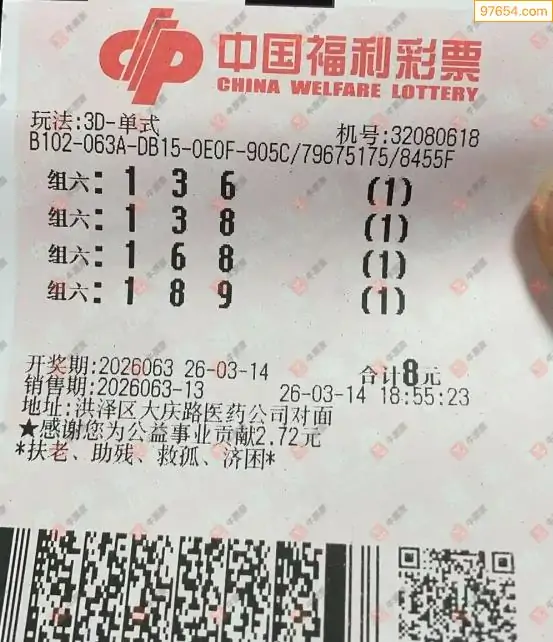 97654.com
中国福利彩票
CHINA WELFARE LOTTERY
玩法:3D-单式
机号:32080618
B102-063A-DB15-0E0F-905C/79675175/8455F
组六: 1 3 6 (1)
组六: 1 3 8 (1)
组六: 1 6 8 (1)
组六: 1 8 9 (1)
开奖期:2026063 26-03-14 合计8元
销售期:2026063-13 26-03-14 18:55:23
地址:洪泽区大庆路医药公司对面
★感谢您为公益事业贡献2.72元
*扶老、助残、救孤、济困*